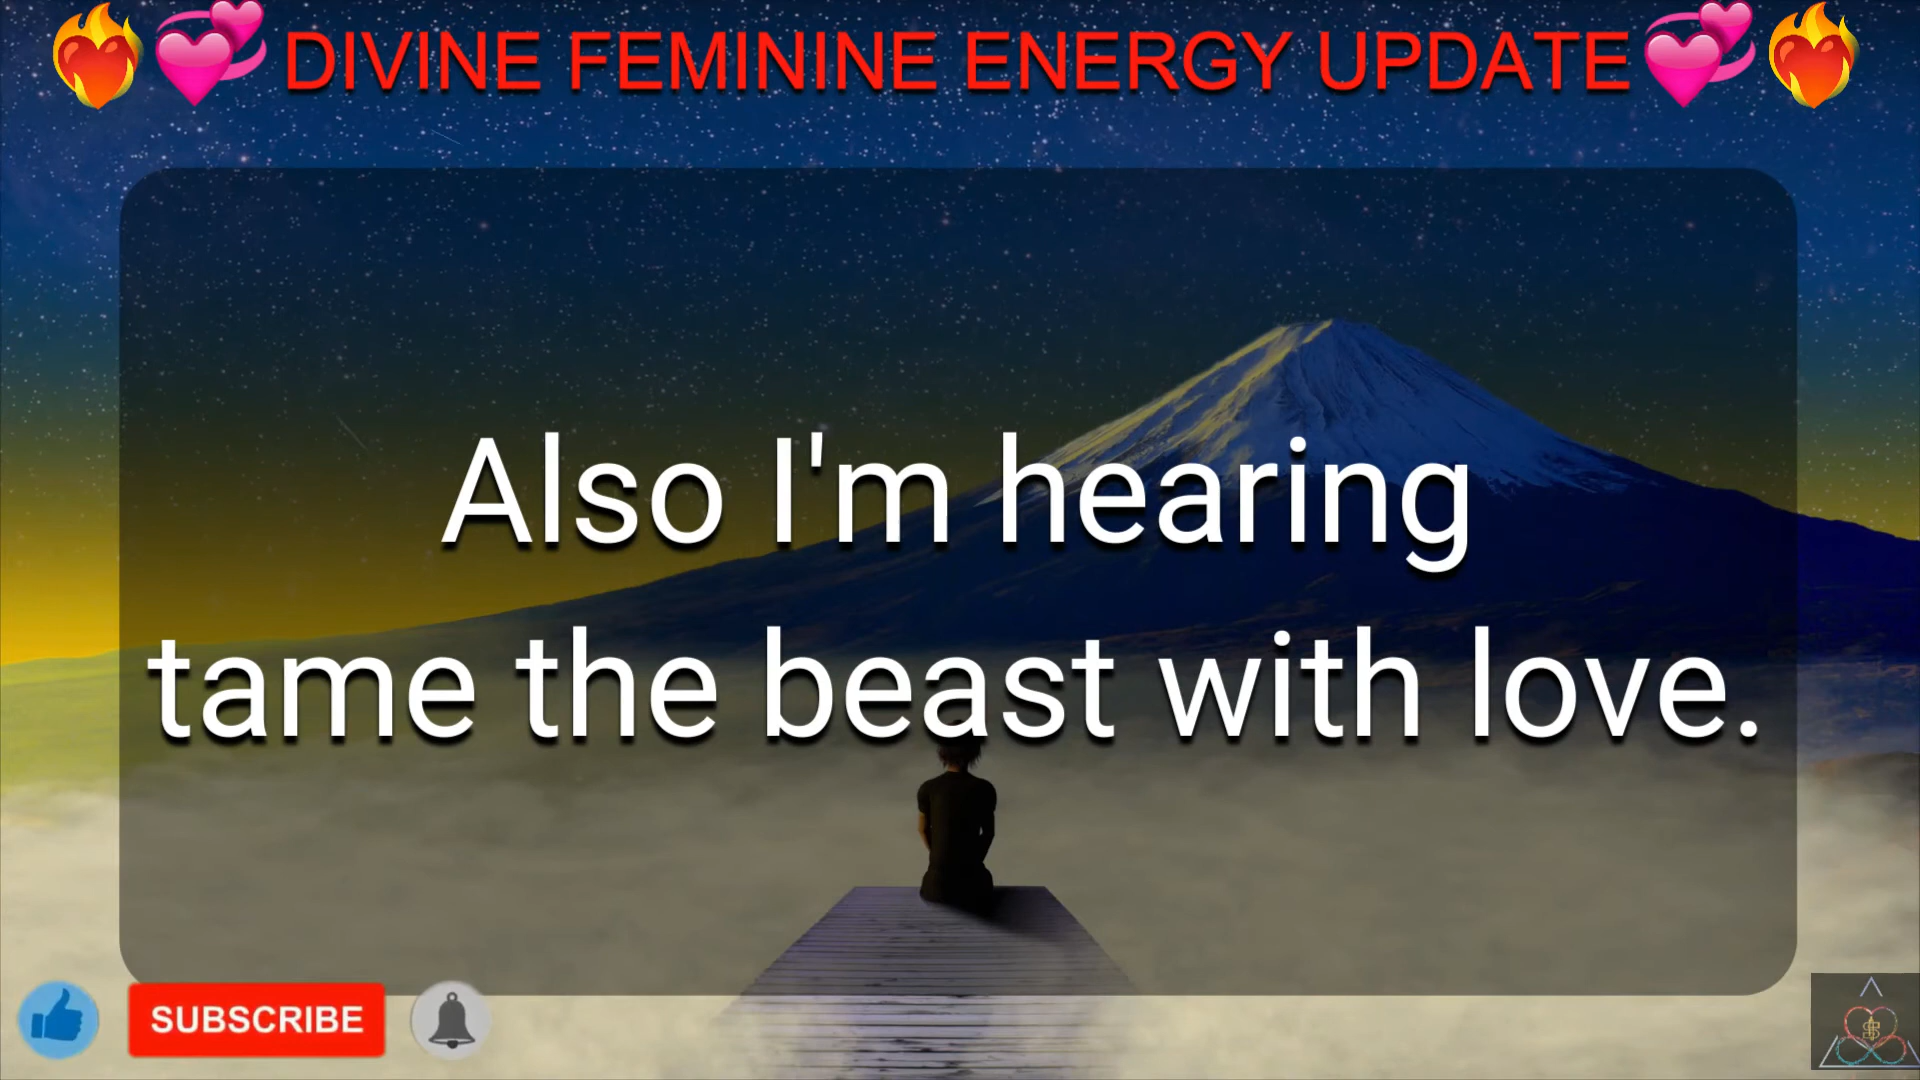 ❤️‍🔥💞 DIVINE FEMININE ENERGY UPDATE 💞❤️‍🔥
Also I'm hearing
tame the beast with love.
SUBSCRIBE